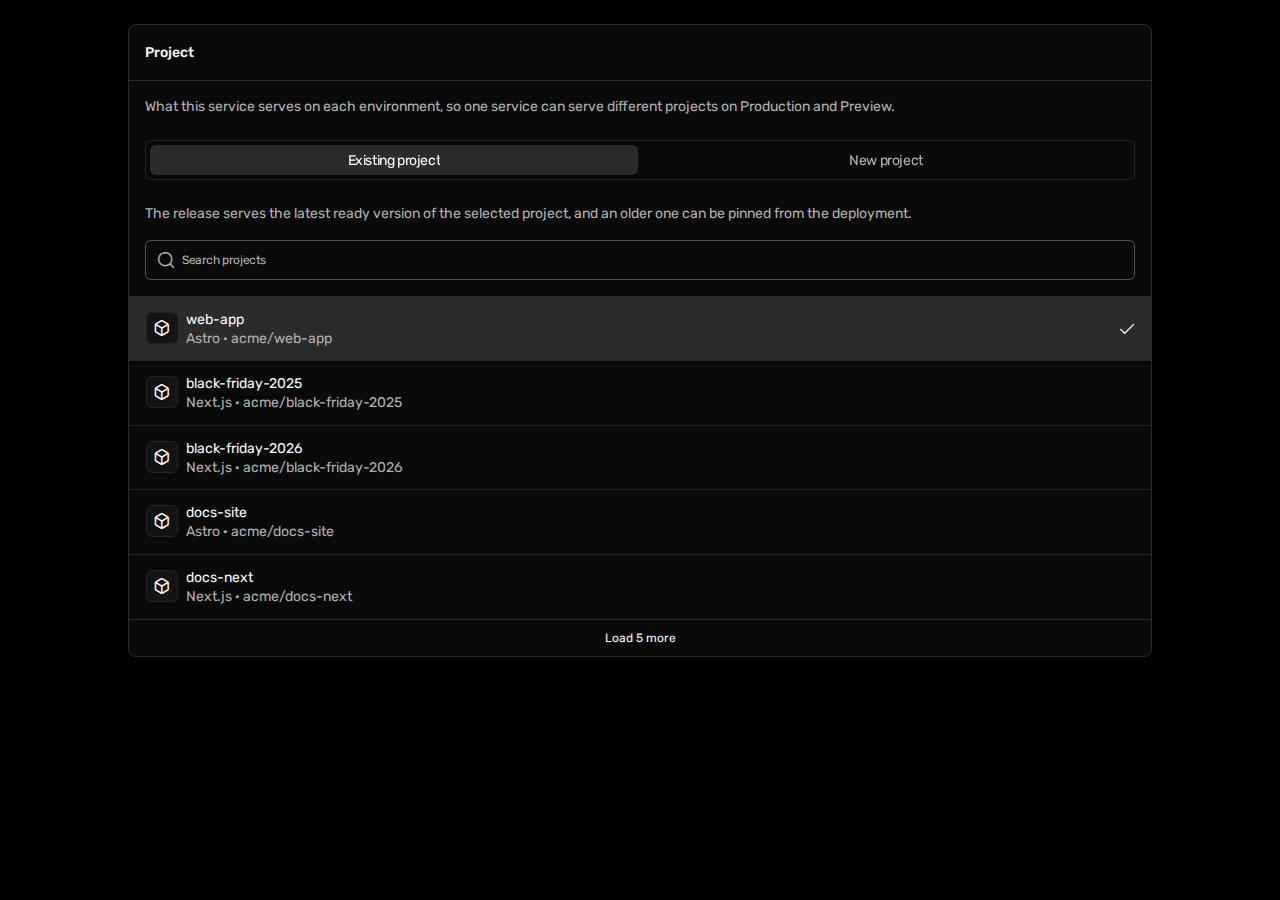 Project
What this service serves on each environment, so one service can serve different projects on Production and Preview.
Existing project
New project
The release serves the latest ready version of the selected project, and an older one can be pinned from the deployment.
Search projects
web-app
Astro • acme/web-app
black-friday-2025
Next.js • acme/black-friday-2025
black-friday-2026
Next.js • acme/black-friday-2026
docs-site
Astro • acme/docs-site
docs-next
Next.js • acme/docs-next
Load 5 more